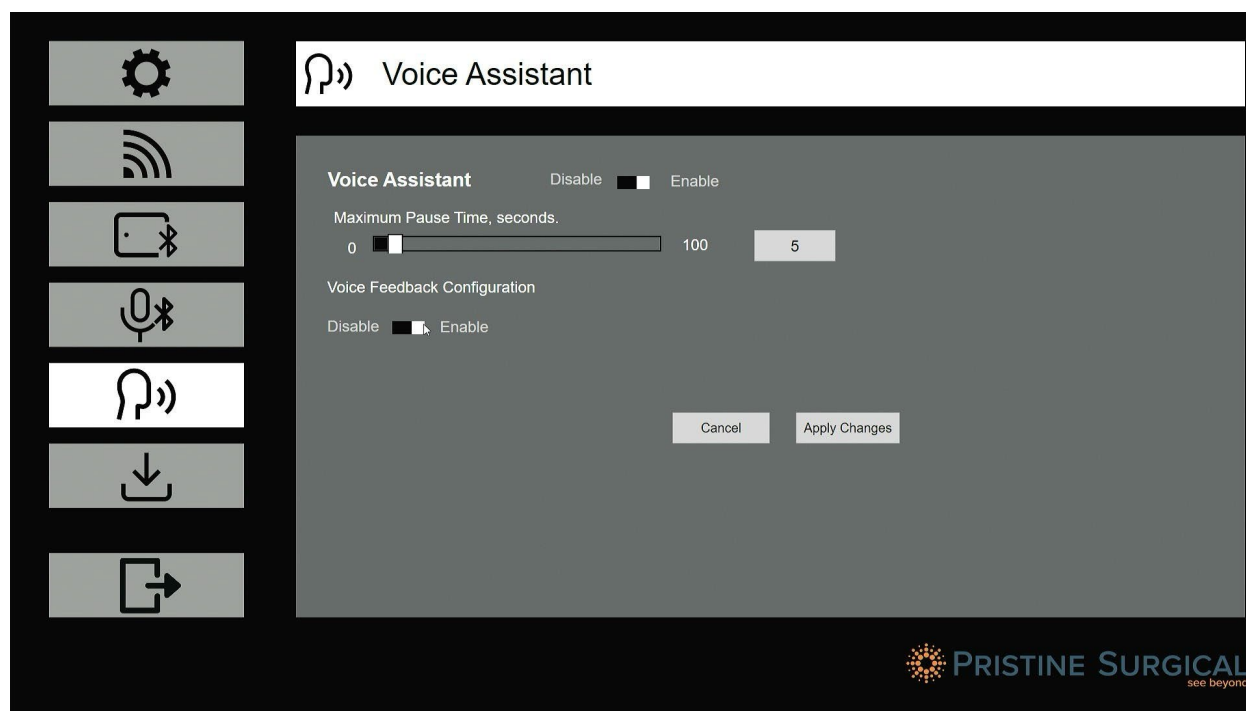 Voice Assistant
Voice Assistant Disable Enable
Maximum Pause Time, seconds.
0 100 5
Voice Feedback Configuration
Disable Enable
Cancel Apply Changes
PRISTINE SURGICAL
see beyond